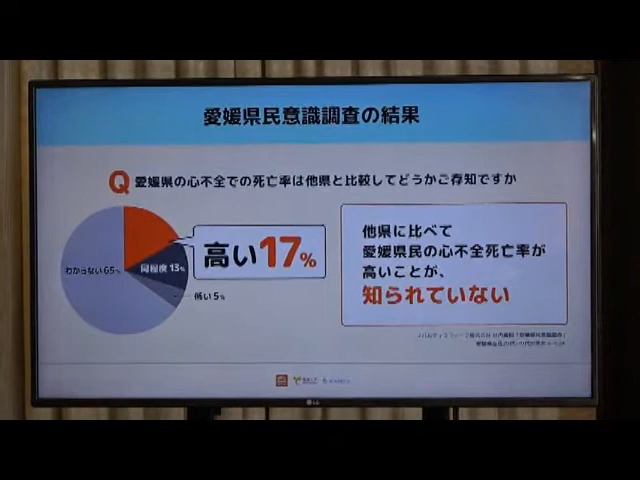 愛媛県民意識調査の結果
Q 愛媛県の心不全での死亡率は他県と比較してどうかご存知ですか
わからない 65%
同程度 13%
高い 17%
低い 5%
他県に比べて
愛媛県民の心不全死亡率が
高いことが、
知られていない
LG